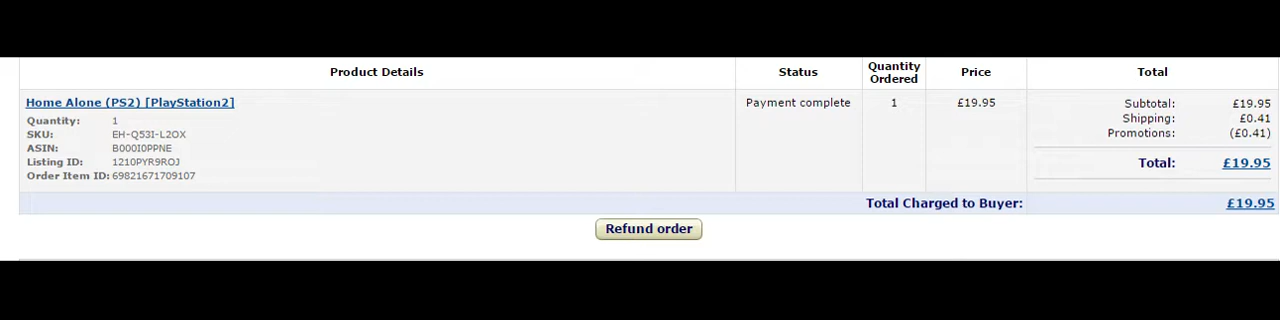 Product Details Status Quantity Ordered Price Total
Home Alone (PS2) [PlayStation2] Payment complete 1 £19.95 Subtotal: £19.95
Shipping: £0.41
Promotions: (£0.41)
Quantity: 1
SKU: EH-Q53I-L2OX
ASIN: B000I0PPNE
Listing ID: 1210PYR9ROJ
Order Item ID: 69821671709107
Total: £19.95
Total Charged to Buyer: £19.95
Refund order